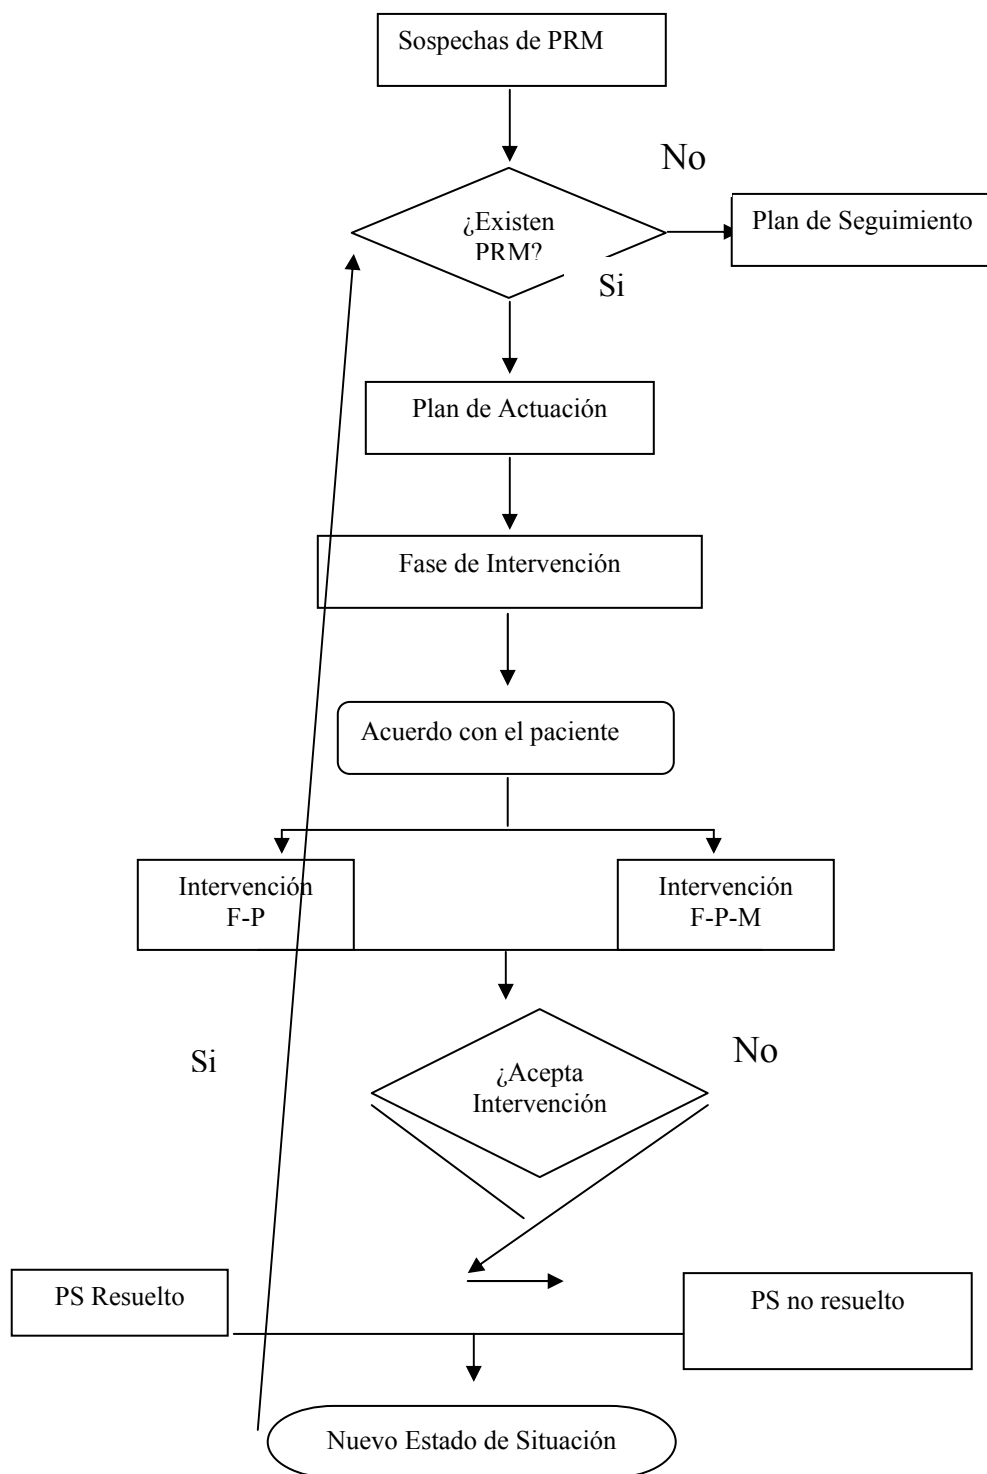 Sospechas de PRM
No
¿Existen
PRM?
Plan de Seguimiento
Si
Plan de Actuación
Fase de Intervención
Acuerdo con el paciente
Intervención
F-P
Intervención
F-P-M
Si
No
¿Acepta
Intervención
PS Resuelto
PS no resuelto
Nuevo Estado de Situación